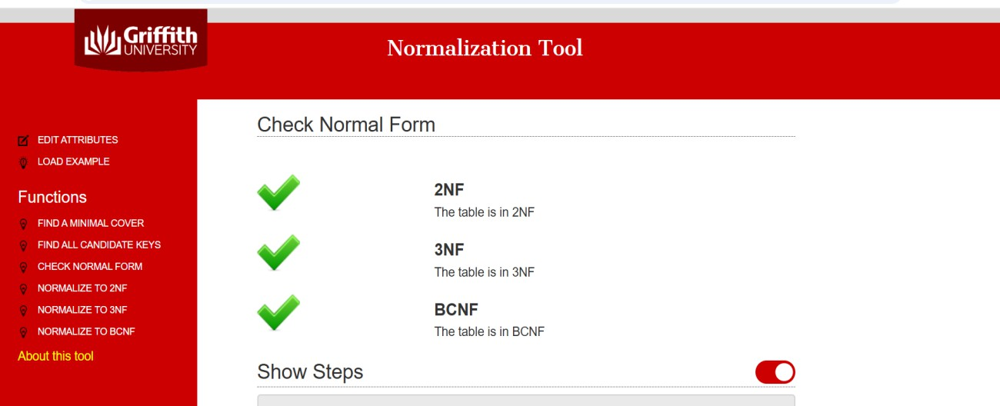 Griffith
UNIVERSITY
Normalization Tool
EDIT ATTRIBUTES
LOAD EXAMPLE
Functions
FIND A MINIMAL COVER
FIND ALL CANDIDATE KEYS
CHECK NORMAL FORM
NORMALIZE TO 2NF
NORMALIZE TO 3NF
NORMALIZE TO BCNF
About this tool
Check Normal Form
2NF
The table is in 2NF
3NF
The table is in 3NF
BCNF
The table is in BCNF
Show Steps